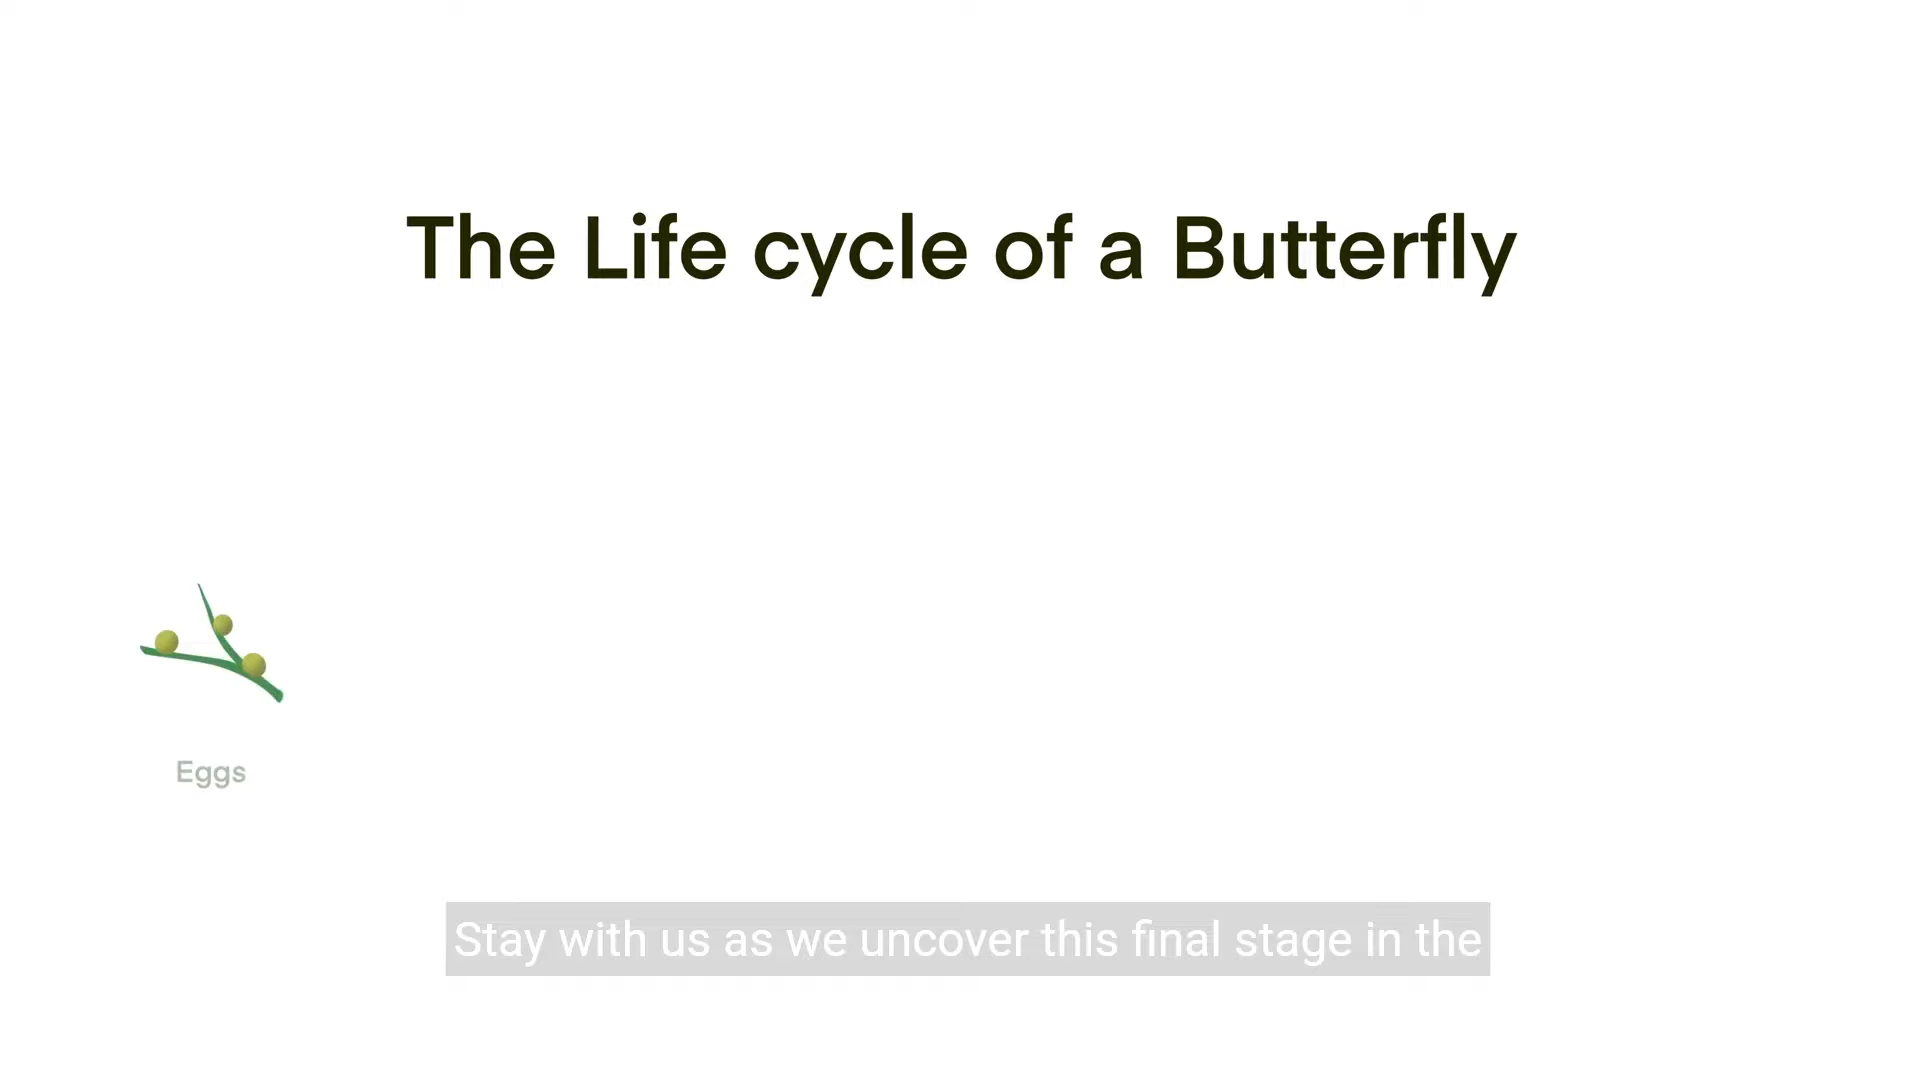 The Life cycle of a Butterfly
Eggs
Stay with us as we uncover this final stage in the